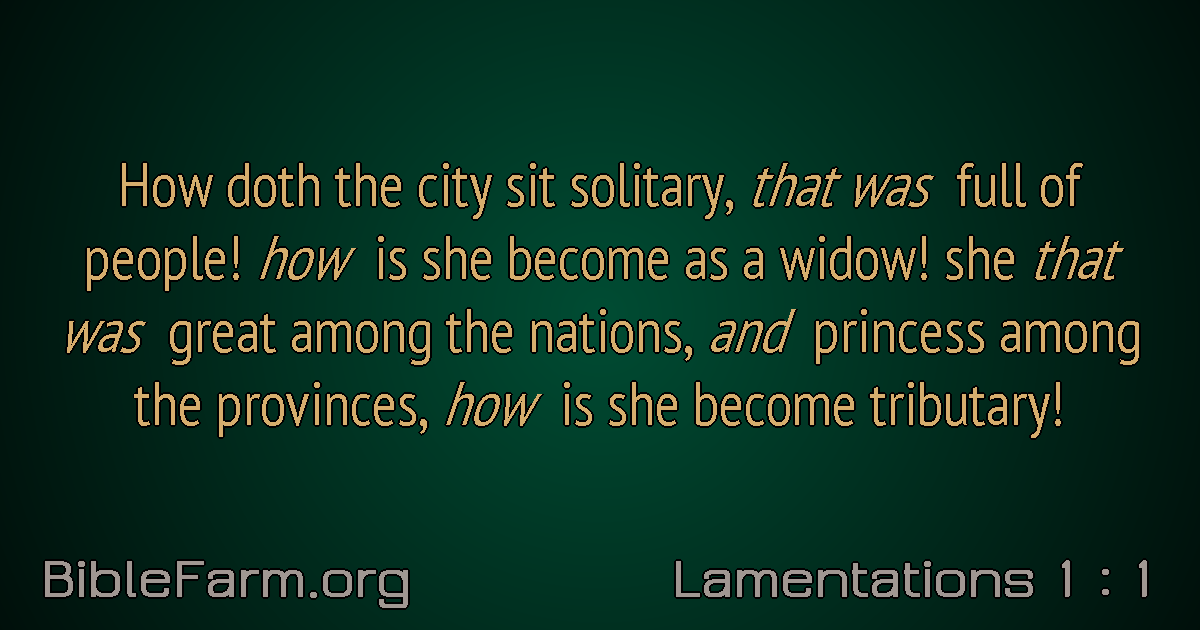 How doth the city sit solitary, that was full of
people! how is she become as a widow! she that
was great among the nations, and princess among
the provinces, how is she become tributary!
BibleFarm.org
Lamentations 1 : 1